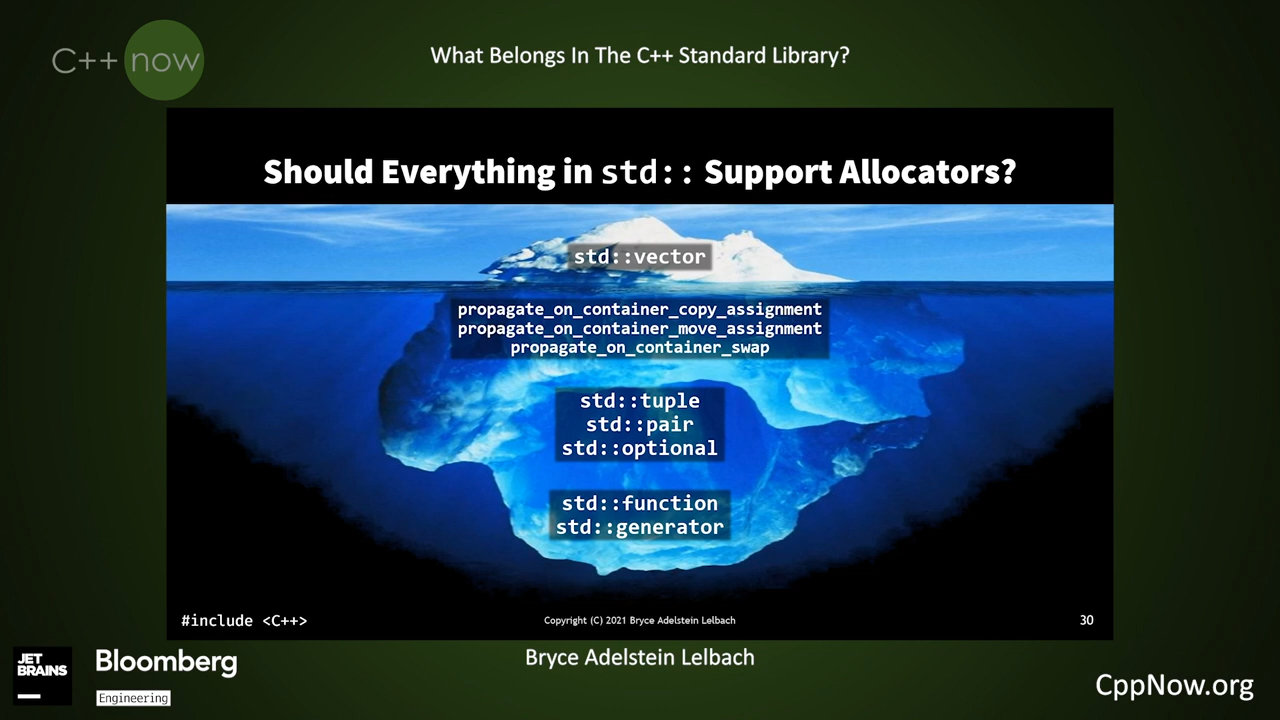 C++ now
What Belongs In The C++ Standard Library?
Should Everything in std:: Support Allocators?
std::vector
propagate_on_container_copy_assignment
propagate_on_container_move_assignment
propagate_on_container_swap
std::tuple
std::pair
std::optional
std::function
std::generator
#include <C++>
Copyright (C) 2021 Bryce Adelstein Lelbach
30
JET
BRAINS
Bloomberg
Engineering
Bryce Adelstein Lelbach
CppNow.org